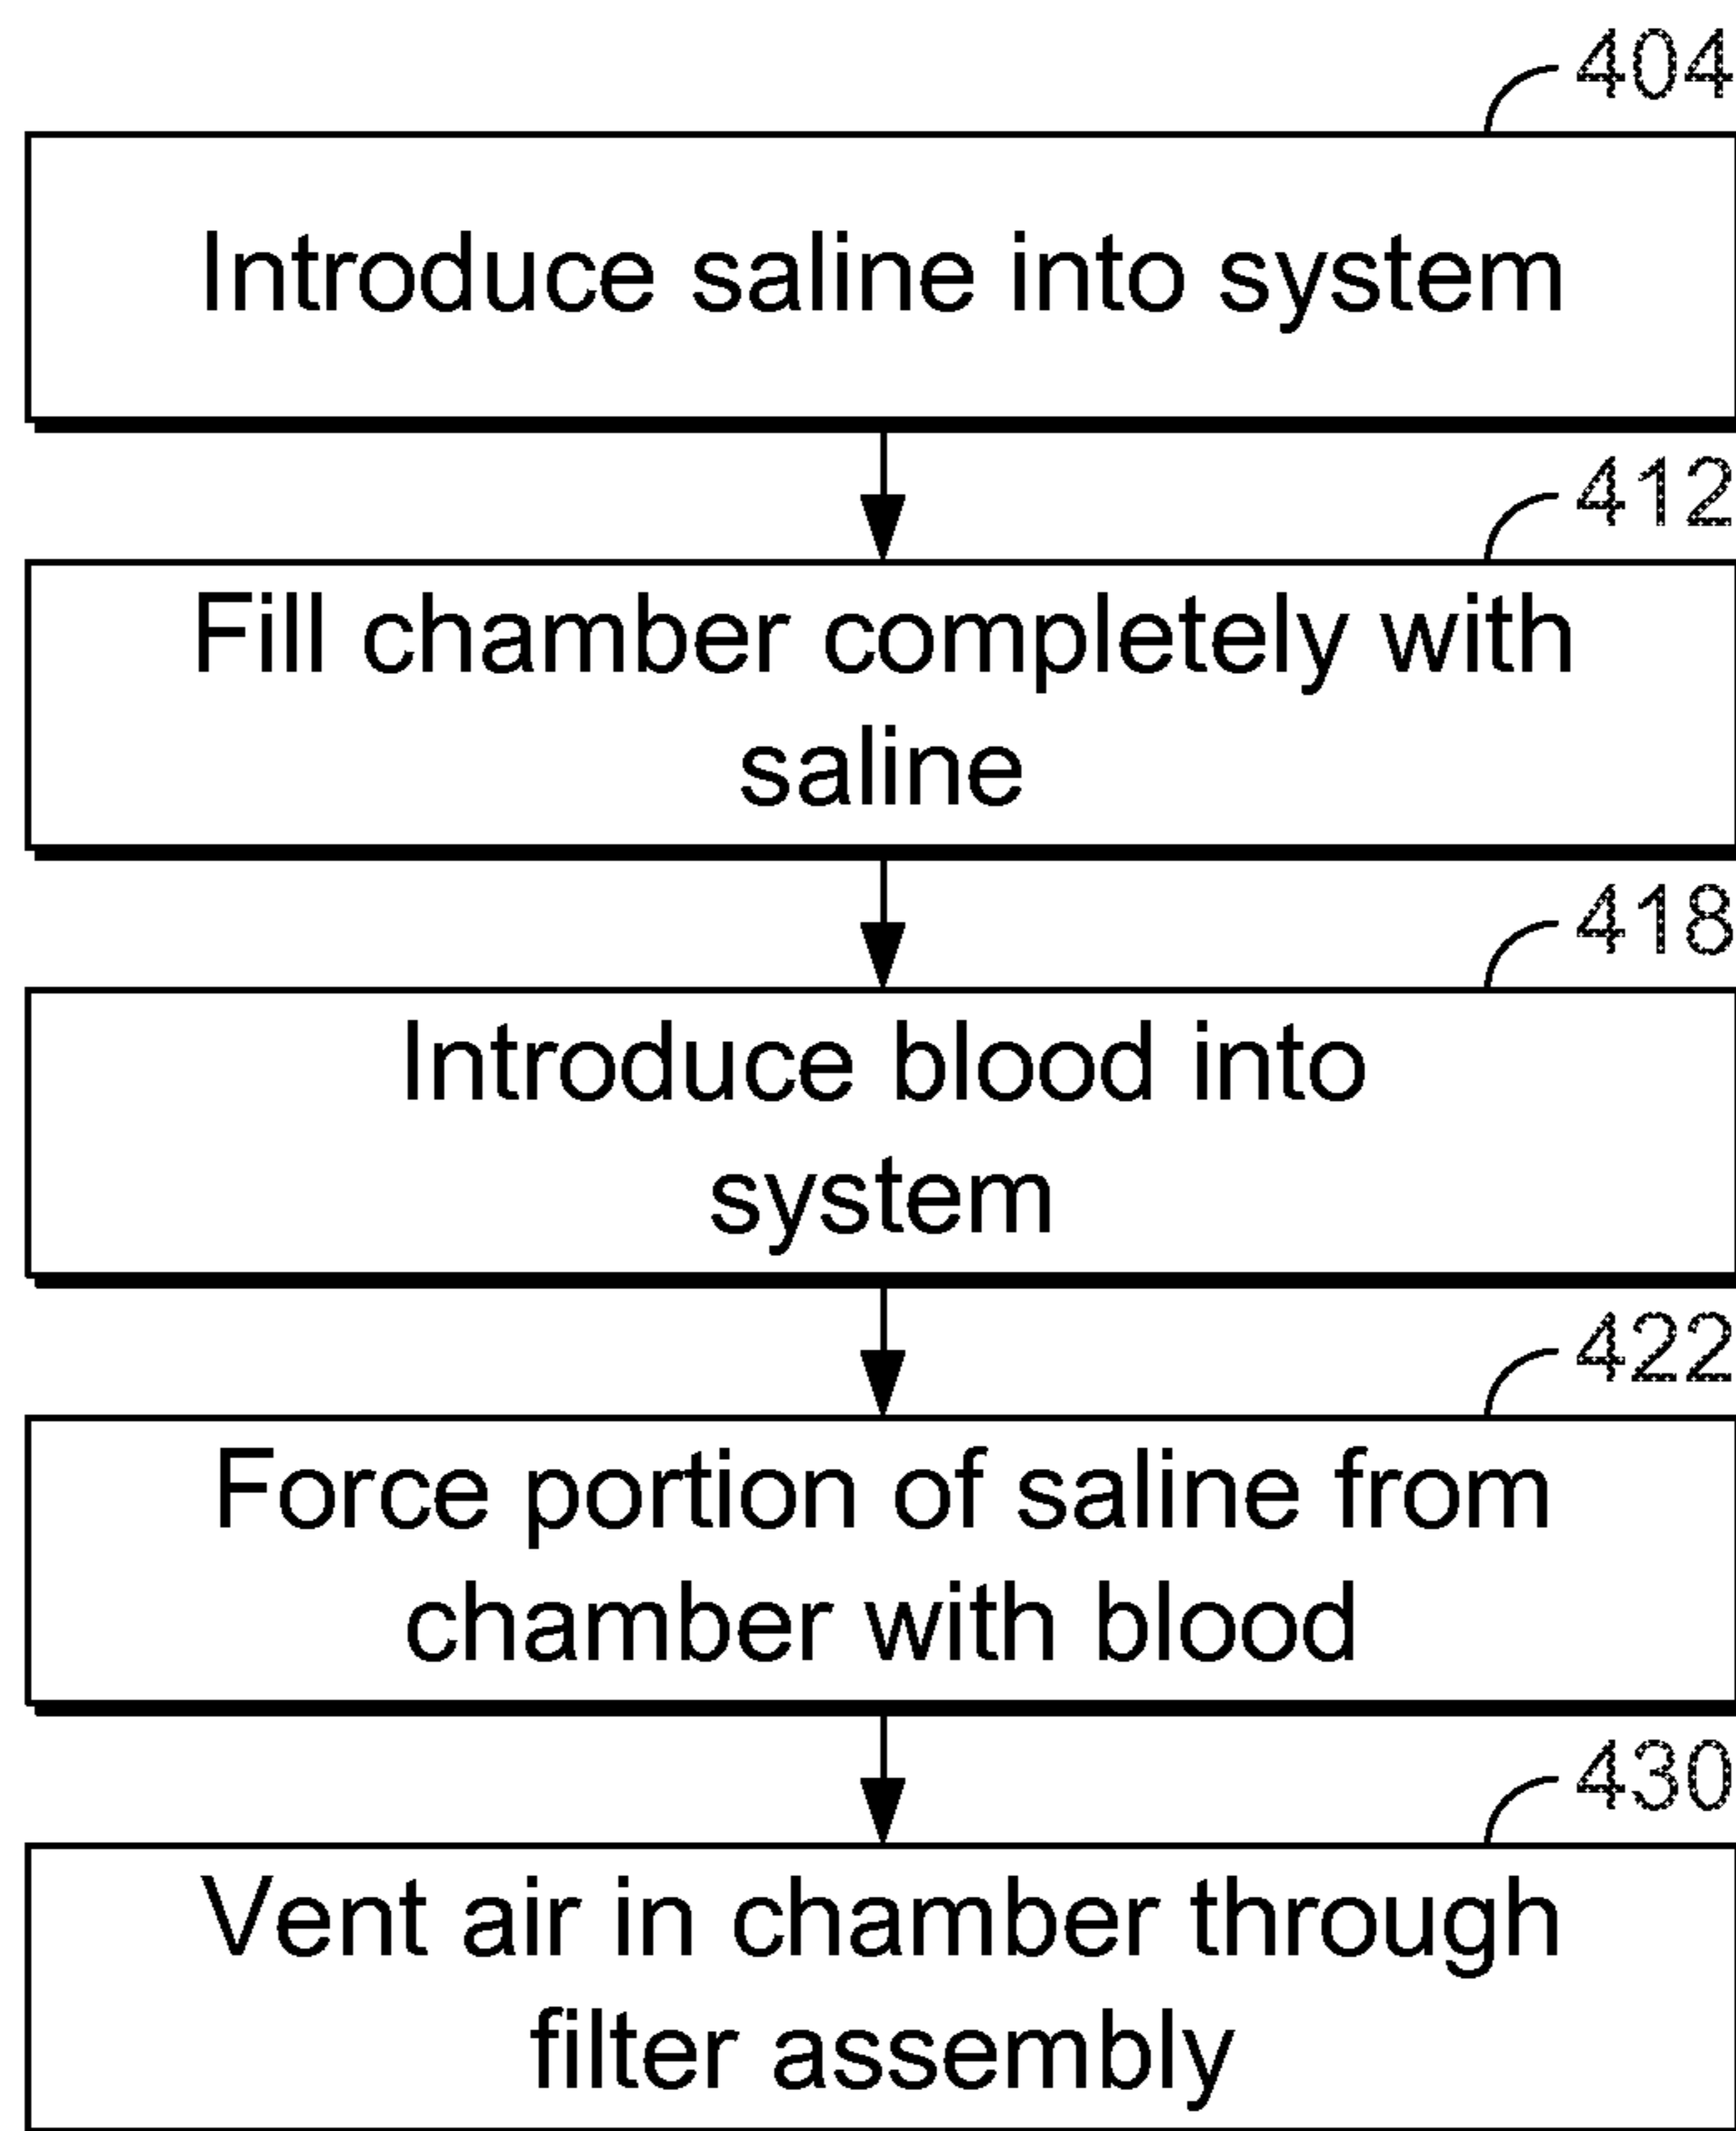 404
Introduce saline into system
412
Fill chamber completely with
saline
418
Introduce blood into
system
422
Force portion of saline from
chamber with blood
430
Vent air in chamber through
filter assembly